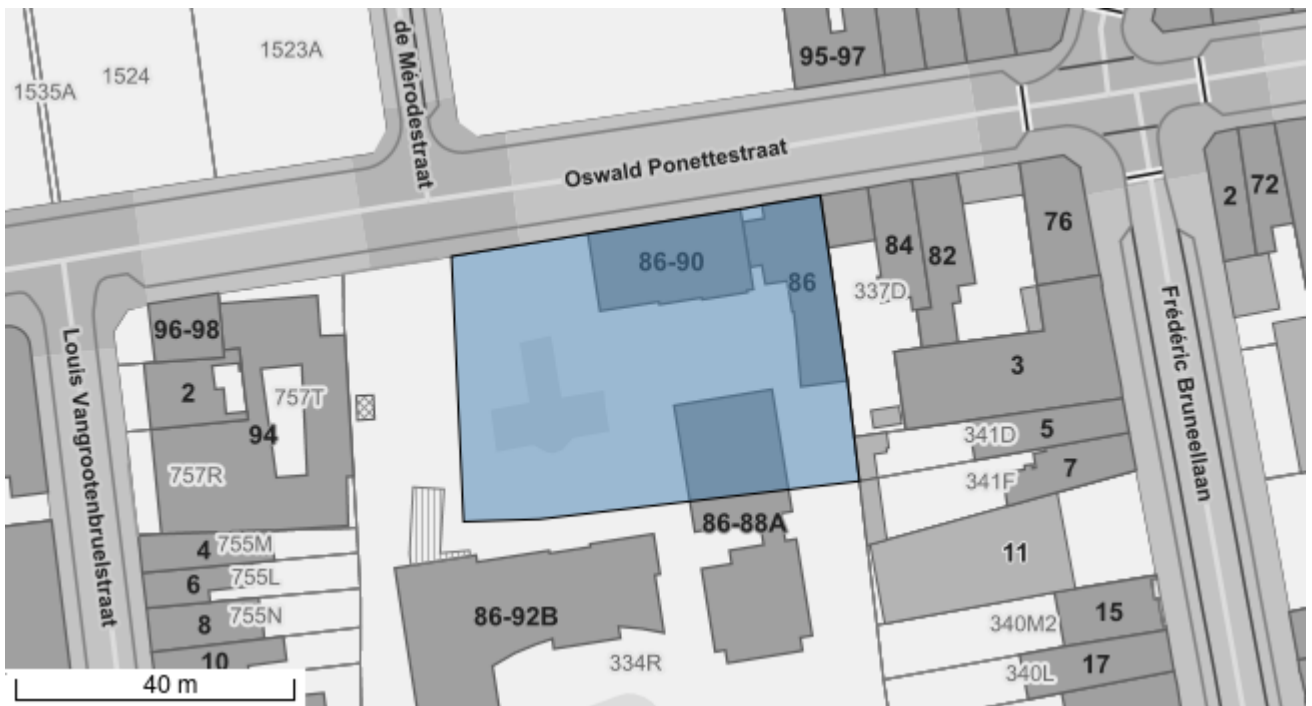 95-97
1523A
1524
1535A
de Mérodestraat
Oswald Ponettestraat
2
72
76
84
82
86-90
86
337D
96-98
2
757T
94
757R
Louis Vangrootenbruelstraat
Frédéric Bruneellaan
3
5
341D
7
341F
86-88A
4
755M
6
755L
8
755N
10
11
86-92B
334R
340M2
15
340L
17
40 m